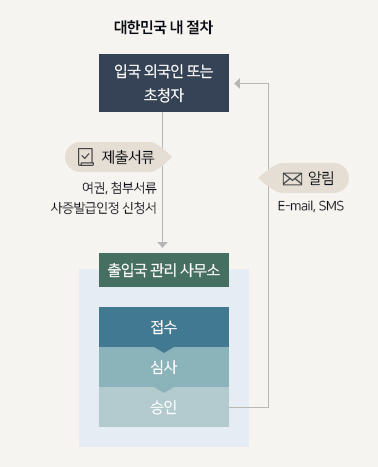 대한민국 내 절차
입국 외국인 또는
초청자
제출서류
여권, 첨부서류
사증발급인정 신청서
알림
E-mail, SMS
출입국 관리 사무소
접수
심사
승인